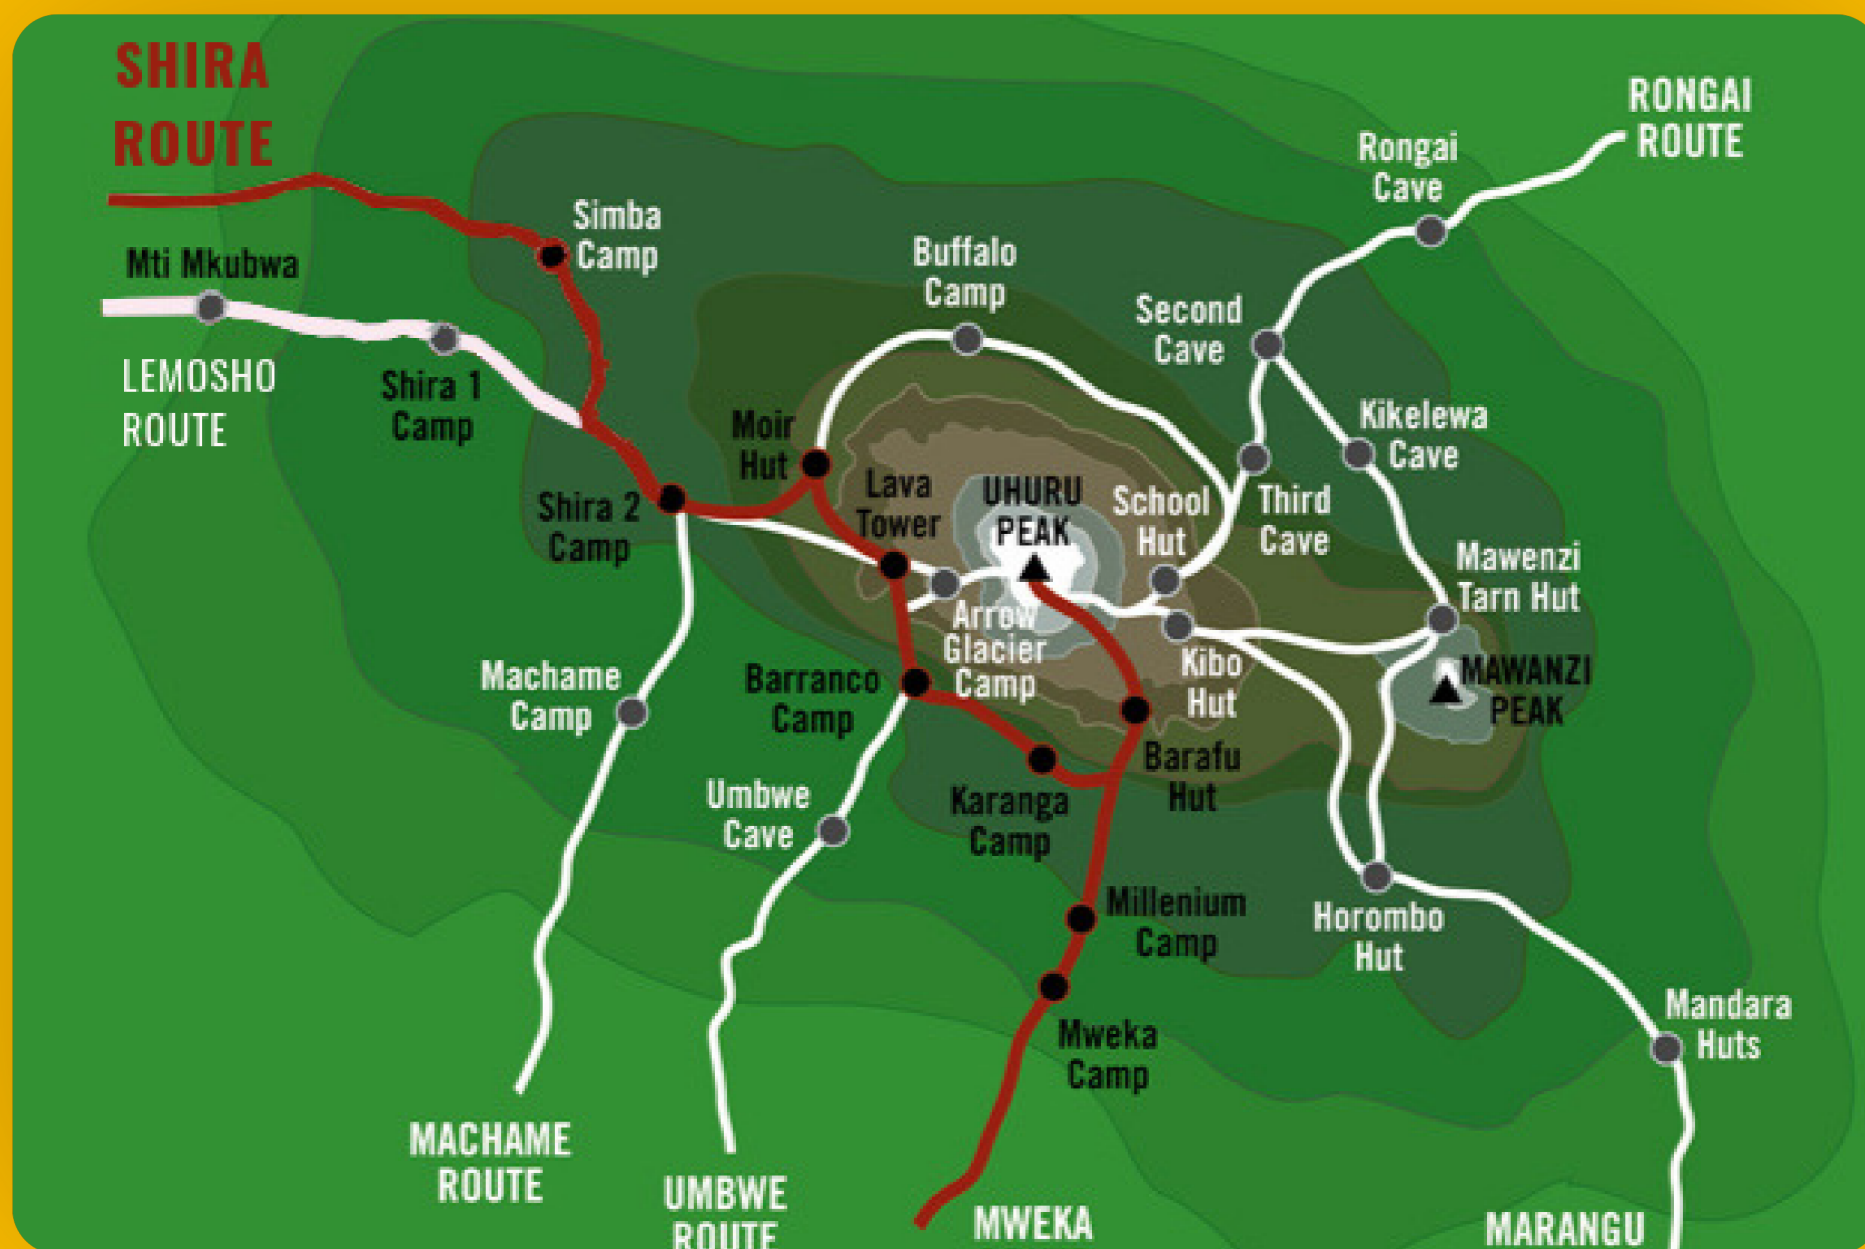 SHIRA
ROUTE
RONGAI
ROUTE
Rongai
Cave
Simba
Camp
Mti Mkubwa
Buffalo
Camp
Second
Cave
LEMOSHO
ROUTE
Shira 1
Camp
Moir
Hut
Kikelewa
Cave
Lava
Tower
UHURU
PEAK
School
Hut
Third
Cave
Shira 2
Camp
Mawenzi
Tarn Hut
Arrow
Glacier
Camp
Kibo
Hut
MAWANZI
PEAK
Machame
Camp
Barranco
Camp
Barafu
Hut
Umbwe
Cave
Karanga
Camp
Millenium
Camp
Horombo
Hut
Mweka
Camp
Mandara
Huts
MACHAME
ROUTE
UMBWE
ROUTE
MWEKA
MARANGU